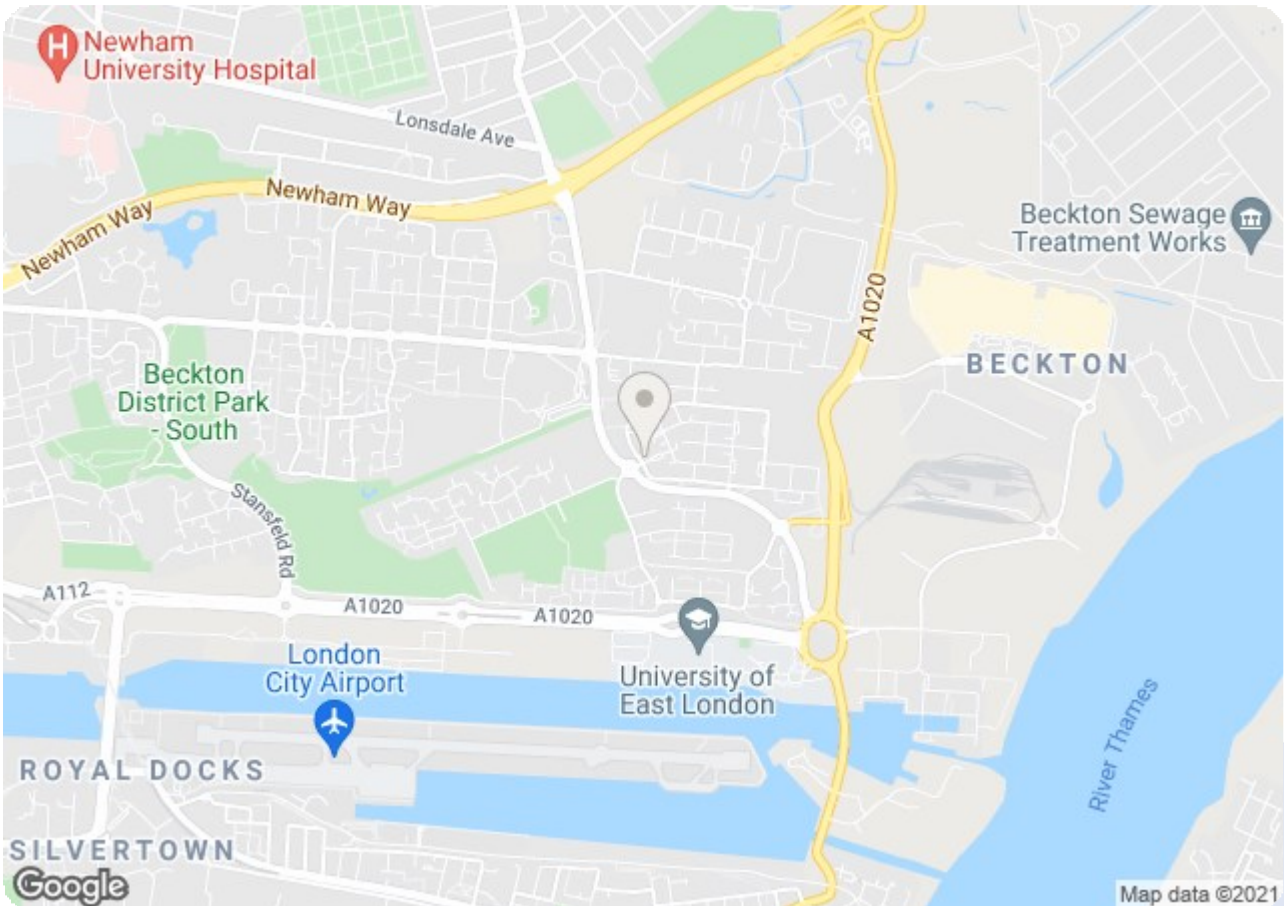 H
Newham
University Hospital
Lonsdale Ave
Newham Way
Newham Way
Beckton Sewage
Treatment Works
A1020
BECKTON
Beckton
District Park
- South
Stansfeld Rd
A112
A1020
A1020
London
City Airport
University of
East London
River Thames
ROYAL DOCKS
SILVERTOWN
Google
Map data ©2021